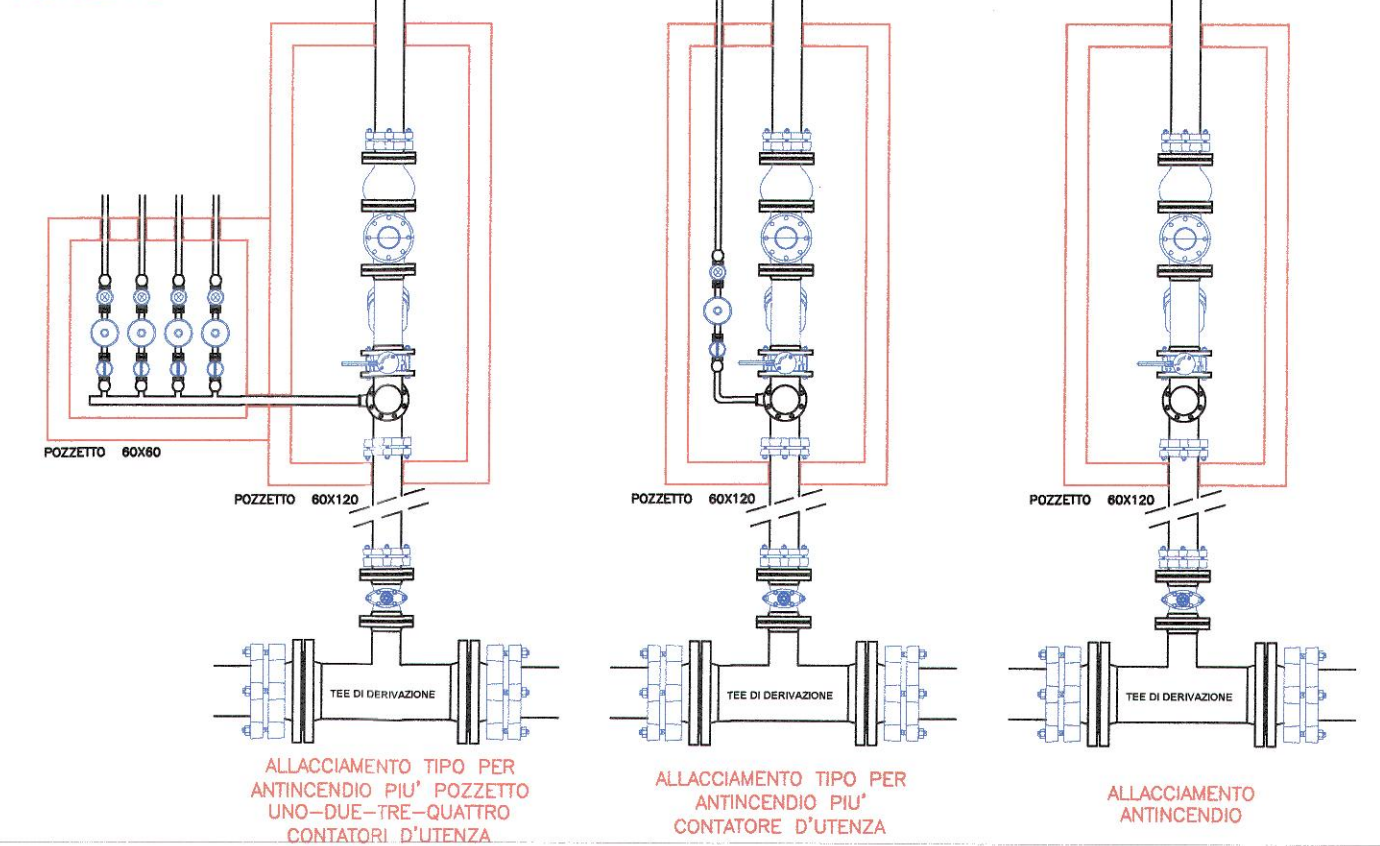 POZZETTO 60X60
POZZETTO 60X120
POZZETTO 60X120
POZZETTO 60X120
TEE DI DERIVAZIONE
TEE DI DERIVAZIONE
TEE DI DERIVAZIONE
ALLACCIAMENTO TIPO PER
ANTINCENDIO PIU' POZZETTO
UNO-DUE-TRE-QUATTRO
CONTATORI D'UTENZA
ALLACCIAMENTO TIPO PER
ANTINCENDIO PIU'
CONTATORE D'UTENZA
ALLACCIAMENTO
ANTINCENDIO